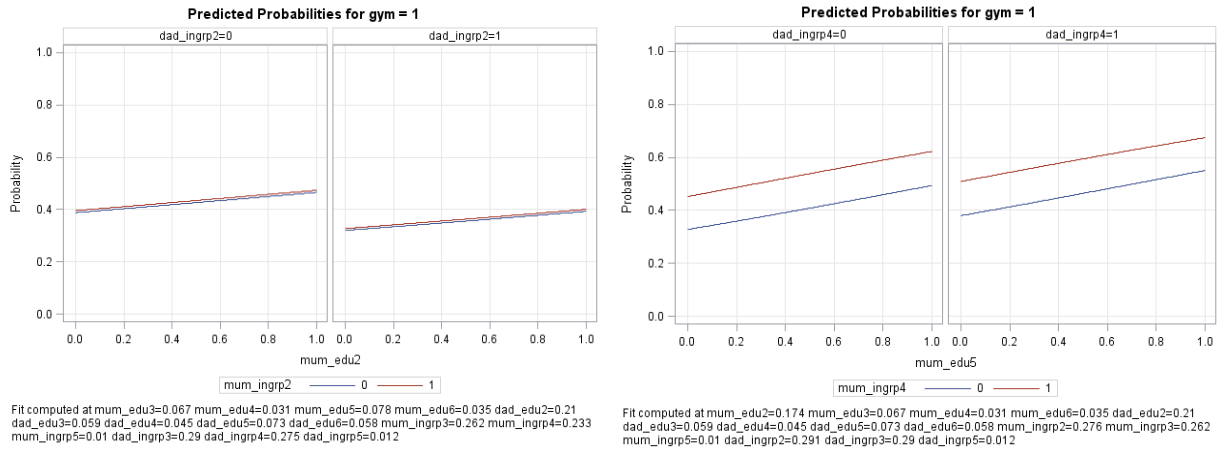 Predicted Probabilities for gym = 1
dad_ingrp2=0 dad_ingrp2=1
1.0
0.8
0.6
0.4
0.2
0.0
Probability
0.0 0.2 0.4 0.6 0.8 1.0 0.0 0.2 0.4 0.6 0.8 1.0
mum_edu2
mum_ingrp2 0 1
Fit computed at mum_edu3=0.067 mum_edu4=0.031 mum_edu5=0.078 mum_edu6=0.035 dad_edu2=0.21
dad_edu3=0.059 dad_edu4=0.045 dad_edu5=0.073 dad_edu6=0.058 mum_ingrp3=0.262 mum_ingrp4=0.233
mum_ingrp5=0.01 dad_ingrp3=0.29 dad_ingrp4=0.275 dad_ingrp5=0.012
Predicted Probabilities for gym = 1
dad_ingrp4=0 dad_ingrp4=1
1.0
0.8
0.6
0.4
0.2
0.0
Probability
0.0 0.2 0.4 0.6 0.8 1.0 0.0 0.2 0.4 0.6 0.8 1.0
mum_edu5
mum_ingrp4 0 1
Fit computed at mum_edu2=0.174 mum_edu3=0.067 mum_edu4=0.031 mum_edu6=0.035 dad_edu2=0.21
dad_edu3=0.059 dad_edu4=0.045 dad_edu5=0.073 dad_edu6=0.058 mum_ingrp2=0.276 mum_ingrp3=0.262
mum_ingrp5=0.01 dad_ingrp2=0.291 dad_ingrp3=0.29 dad_ingrp5=0.012